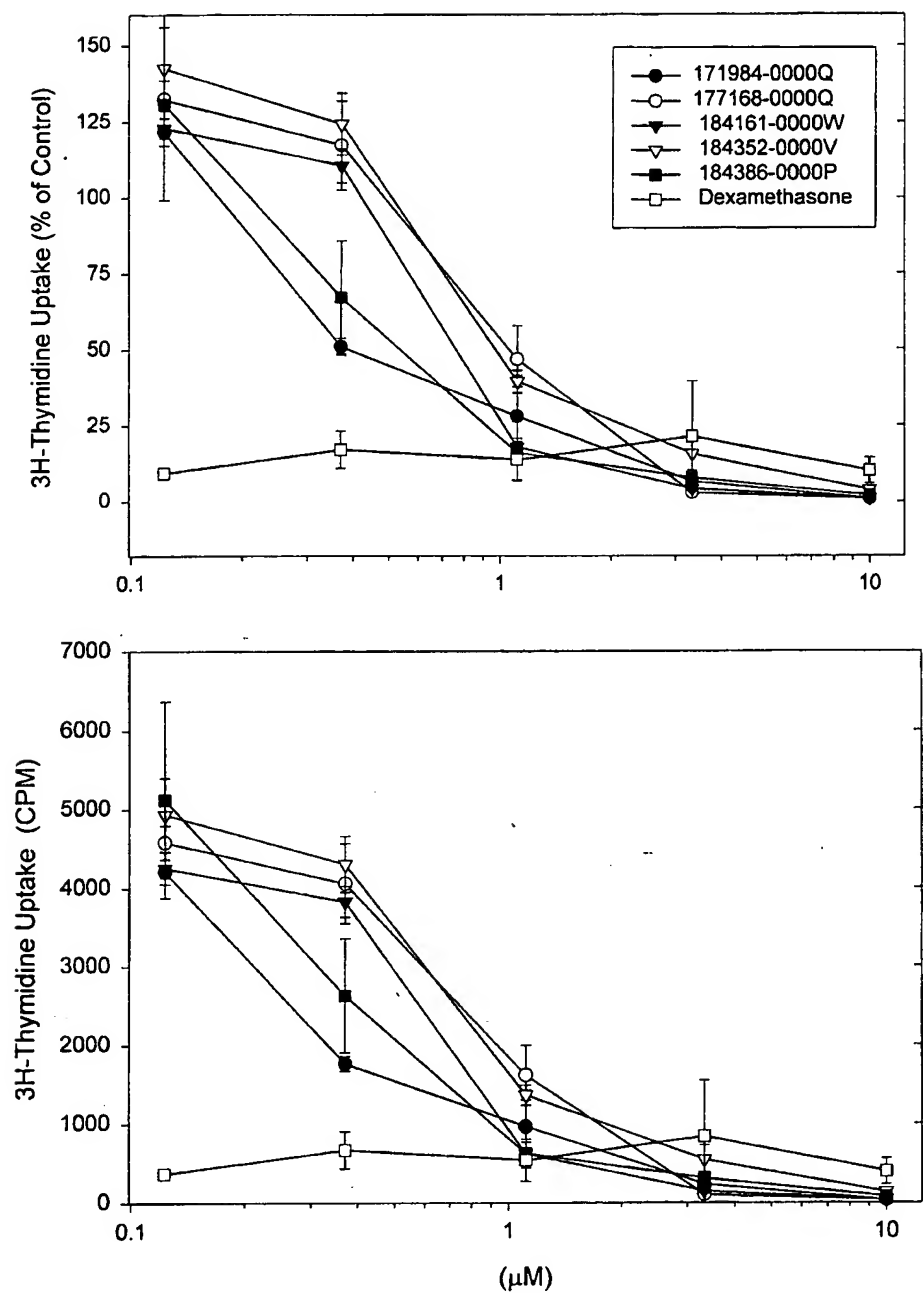 3H-Thymidine Uptake (% of Control)
150
125
100
75
50
25
0
171984-0000Q
177168-0000Q
184161-0000W
184352-0000V
184386-0000P
Dexamethasone
0.1
1
10
3H-Thymidine Uptake (CPM)
7000
6000
5000
4000
3000
2000
1000
0
0.1
1
10
(µM)